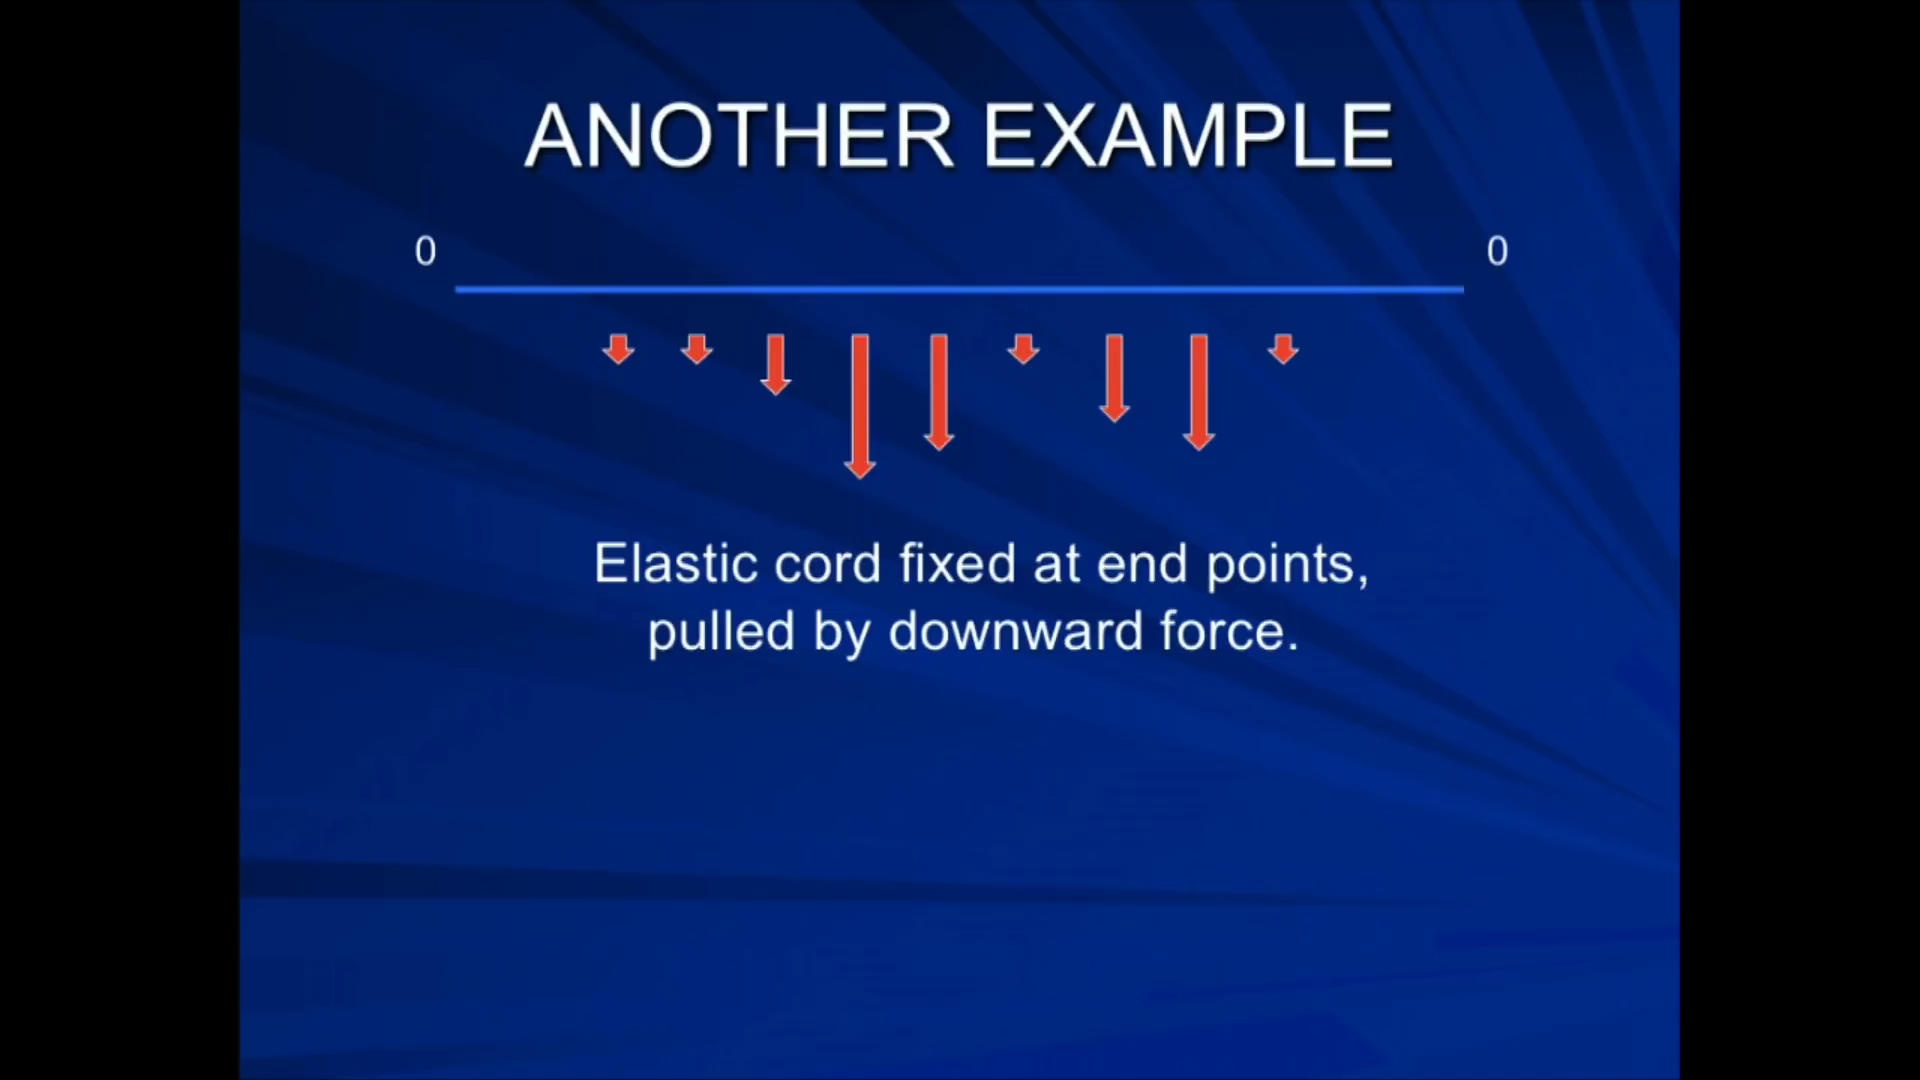 ANOTHER EXAMPLE
0 0
Elastic cord fixed at end points,
pulled by downward force.